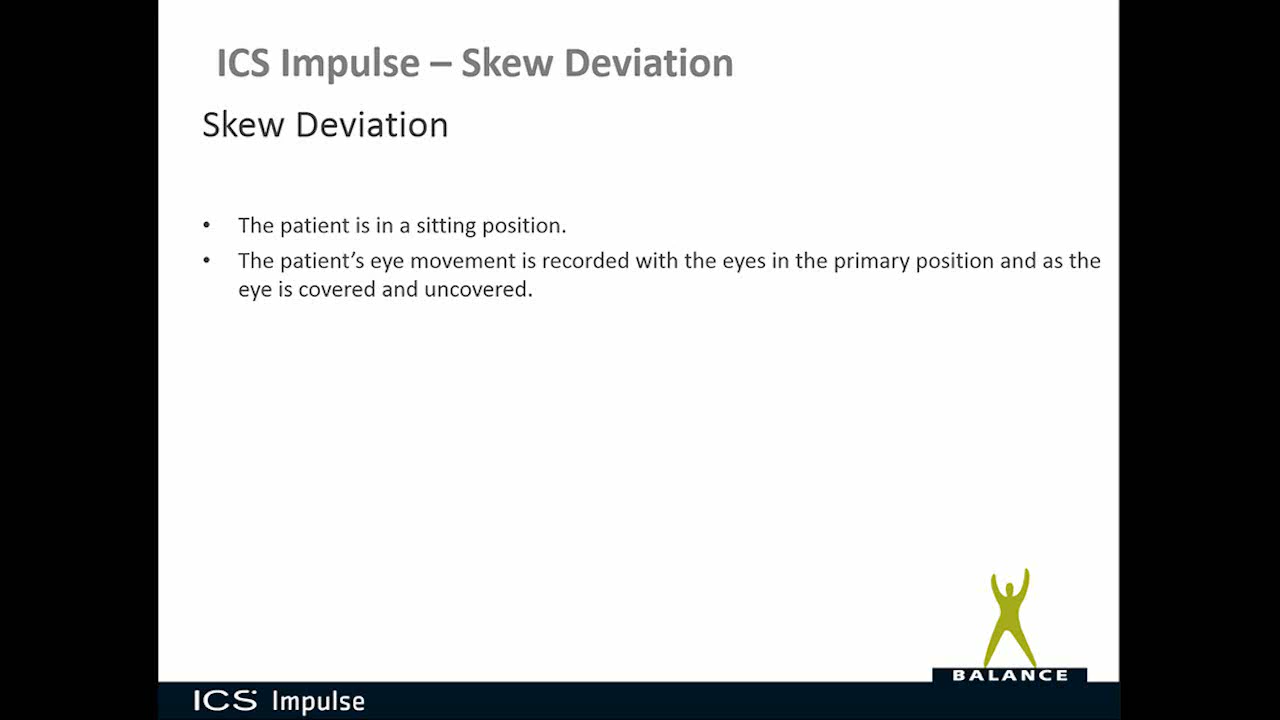 ICS Impulse – Skew Deviation
Skew Deviation
• The patient is in a sitting position.
• The patient’s eye movement is recorded with the eyes in the primary position and as the
eye is covered and uncovered.
BALANCE
ICS Impulse